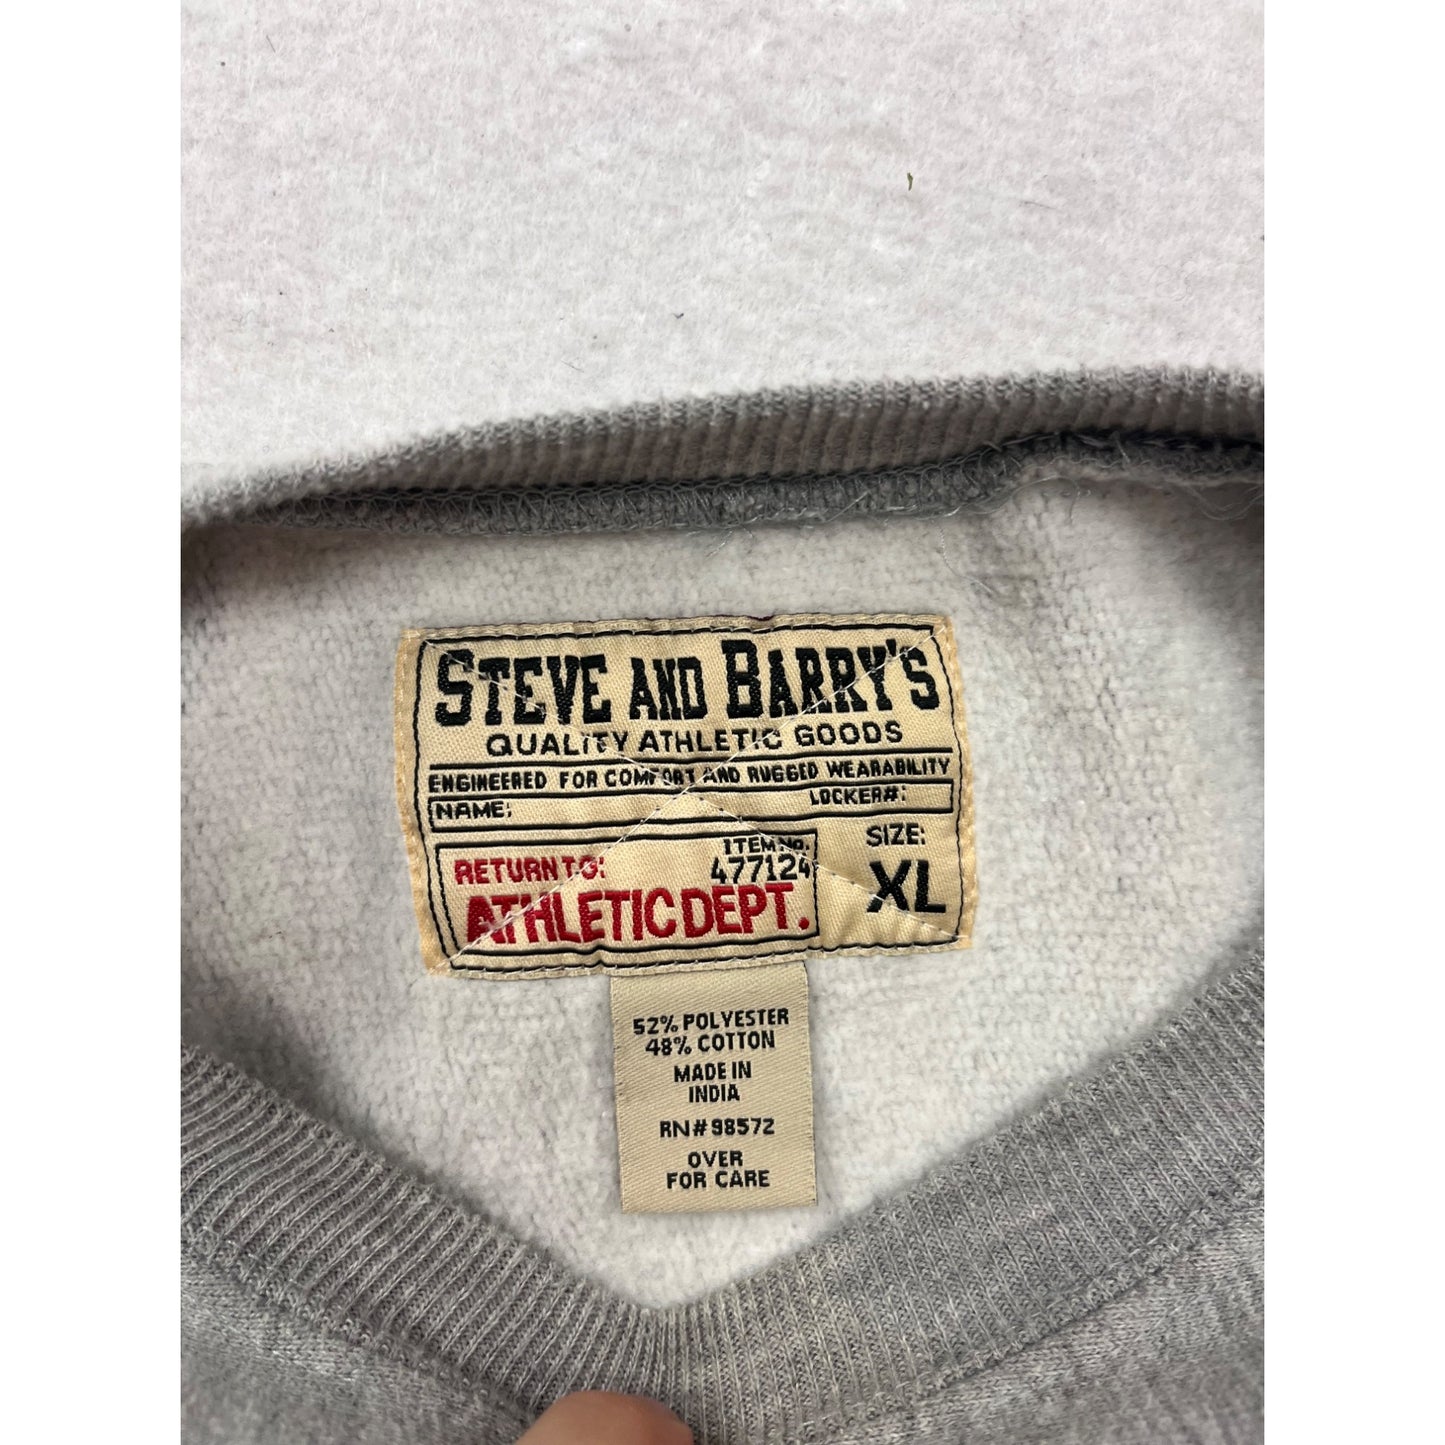 STEVE AND BARRY'S
QUALITY ATHLETIC GOODS
ENGINEERED FOR COMFORT AND RUGGED WEARABILITY
NAME: LOCKER#:
ITEM NO.
477124
RETURN TO:
ATHLETIC DEPT.
SIZE:
XL
52% POLYESTER
48% COTTON
MADE IN
INDIA
RN# 98572
OVER
FOR CARE